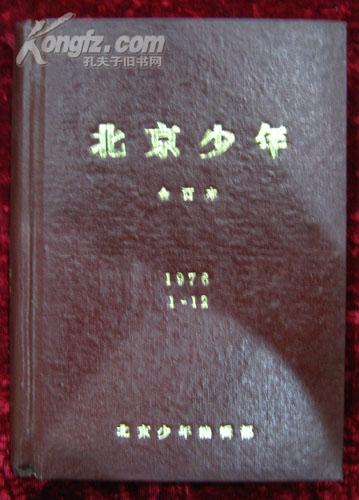 Kongfz.com
孔夫子旧书网
北京少年
合订本
1976
1-12
北京少年编辑部